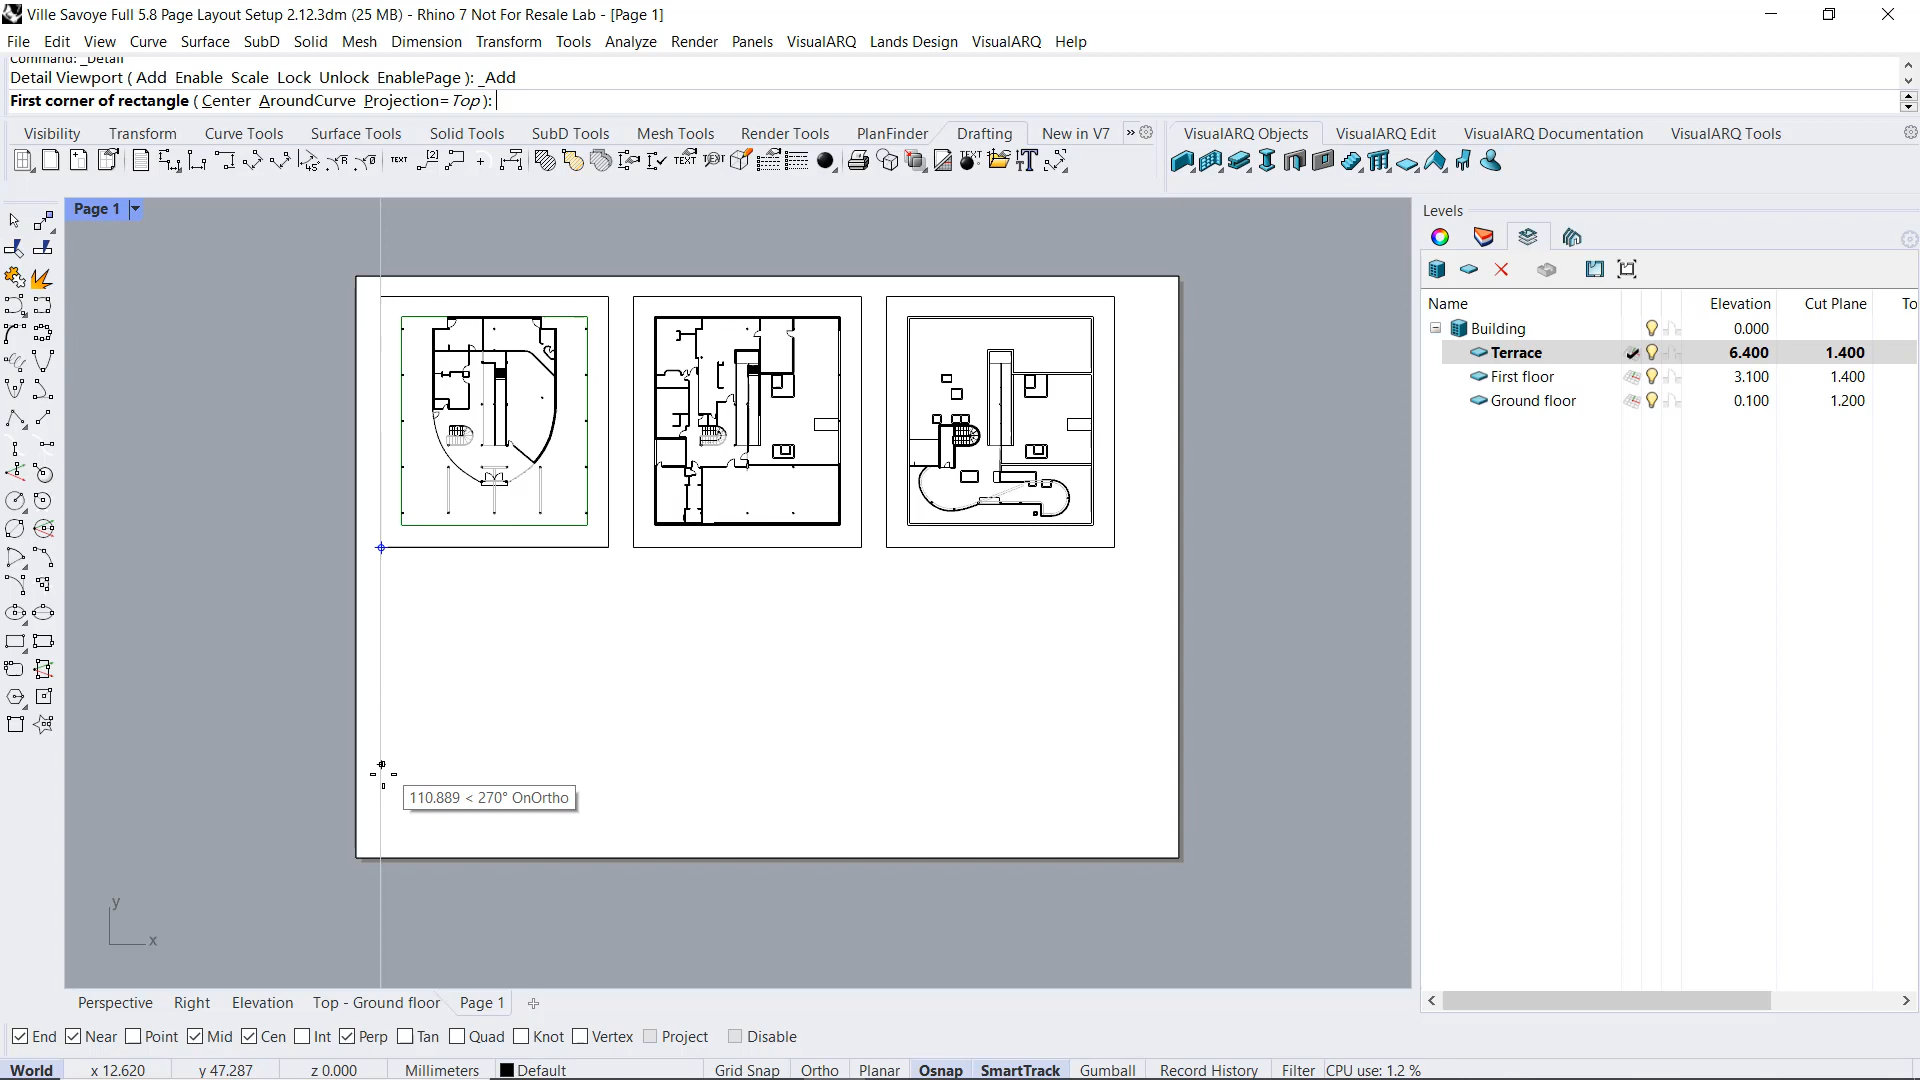 Ville Savoye Full 5.8 Page Layout Setup 2.12.3dm (25 MB) - Rhino 7 Not For Resale Lab - [Page 1]
File Edit View Curve Surface SubD Solid Mesh Dimension Transform Tools Analyze Render Panels VisualARQ Lands Design VisualARQ Help
Command: _Detail
Detail Viewport ( Add Enable Scale Lock Unlock EnablePage ): _Add
First corner of rectangle ( Center AroundCurve Projection=Top ):
Visibility Transform Curve Tools Surface Tools Solid Tools SubD Tools Mesh Tools Render Tools PlanFinder Drafting New in V7 » VisualARQ Objects VisualARQ Edit VisualARQ Documentation VisualARQ Tools
Page 1
Levels
Name Elevation Cut Plane To
Building 0.000
Terrace 6.400 1.400
First floor 3.100 1.400
Ground floor 0.100 1.200
110.889 < 270° OnOrtho
y
x
Perspective Right Elevation Top - Ground floor Page 1
End Near Point Mid Cen Int Perp Tan Quad Knot Vertex Project Disable
World x 12.620 y 47.287 z 0.000 Millimeters Default Grid Snap Ortho Planar Osnap SmartTrack Gumball Record History Filter CPU use: 1.2 %